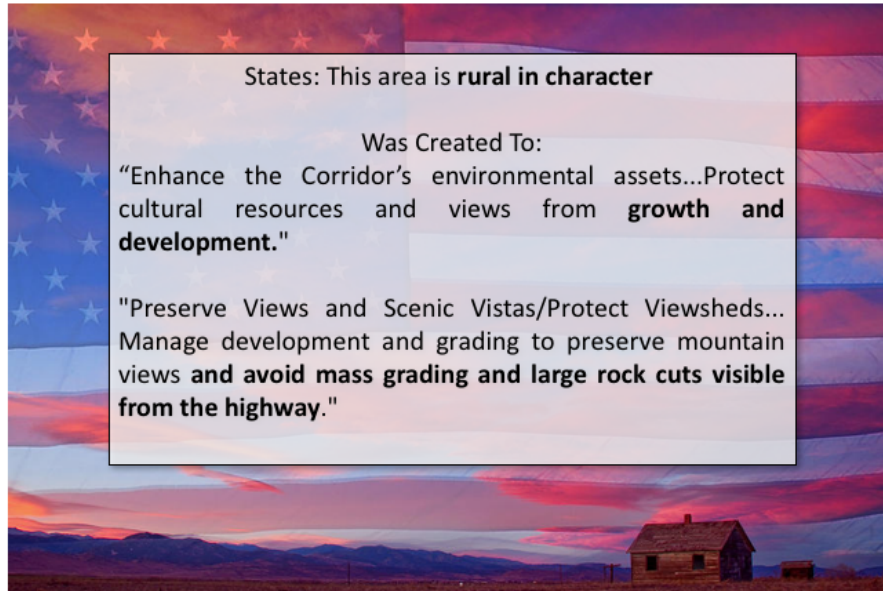 States: This area is rural in character
Was Created To:
“Enhance the Corridor’s environmental assets...Protect
cultural resources and views from growth and
development."
"Preserve Views and Scenic Vistas/Protect Viewsheds...
Manage development and grading to preserve mountain
views and avoid mass grading and large rock cuts visible
from the highway."